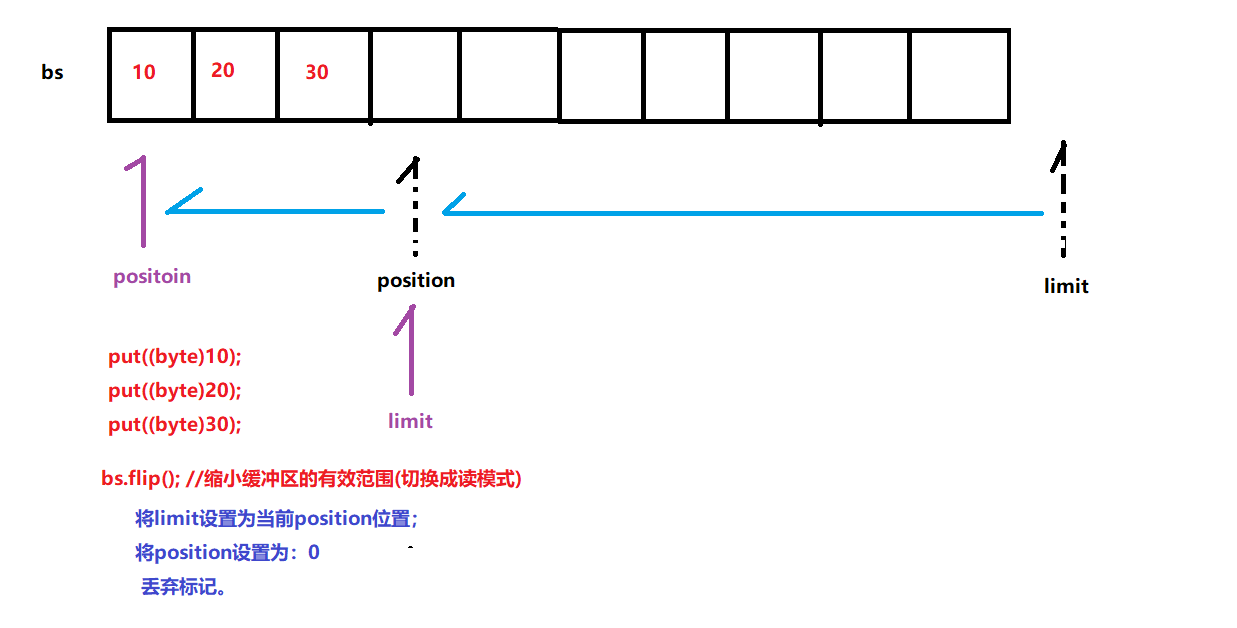 bs
10 20 30
positoin
position
limit
put((byte)10);
put((byte)20);
put((byte)30);
limit
bs.flip(); //缩小缓冲区的有效范围(切换成读模式)
将limit设置为当前position位置；
将position设置为：0
丢弃标记。